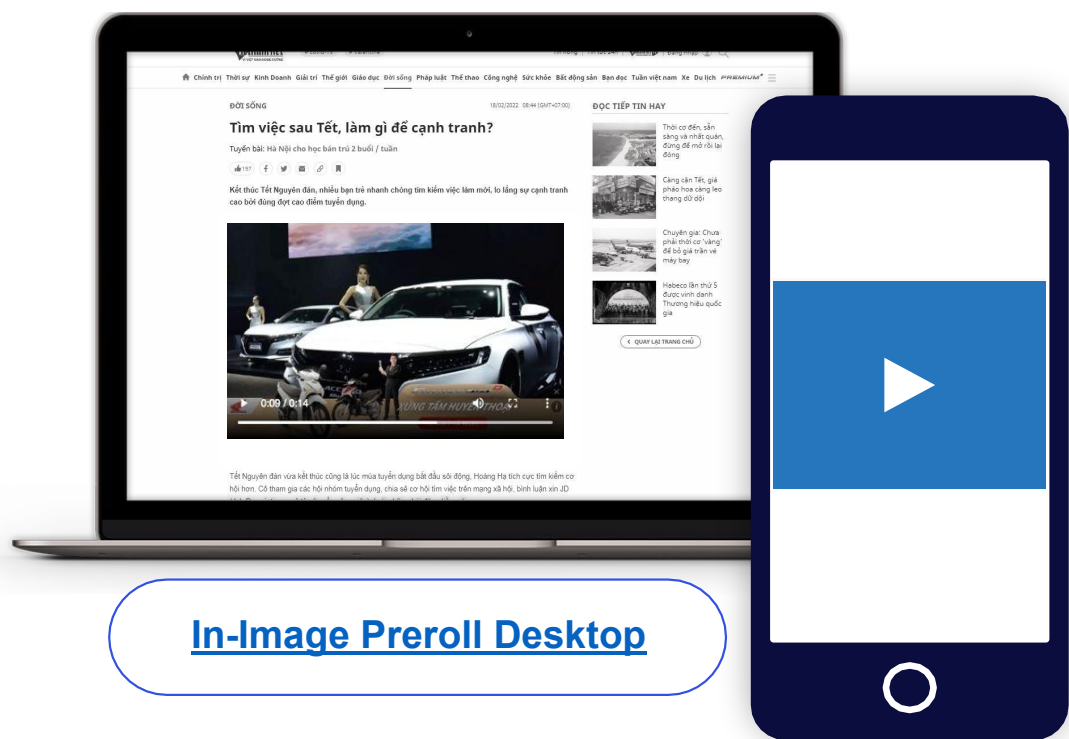 Chính trị Thời sự Kinh Doanh Giải trí Thế giới Giáo dục Đời sống Pháp luật Thể thao Công nghệ Sức khỏe Bất động sản Bạn đọc Tuần việt nam Xe Du lịch PREMIUM
ĐỜI SỐNG
18/02/2022 08:44 (GMT+07:00)
Tìm việc sau Tết, làm gì để cạnh tranh?
Tuyến bài: Hà Nội cho học bán trú 2 buổi / tuần
197
Kết thúc Tết Nguyên đán, nhiều bạn trẻ nhanh chóng tìm kiếm việc làm mới, lo lắng sự cạnh tranh
cao bởi đúng đợt cao điểm tuyển dụng.
0:09 / 0:14
XỨNG TẦM HUYỀN THOẠI
Tết Nguyên đán vừa kết thúc cũng là lúc mùa tuyển dụng bắt đầu sôi động, Hoàng Hạ tích cực tìm kiếm cơ
hội hơn. Cô tham gia các hội nhóm tuyển dụng, chia sẻ cơ hội tìm việc trên mạng xã hội, bình luận xin JD
ĐỌC TIẾP TIN HAY
Thời cơ đến, sẵn
sàng và nhất quán,
đừng để mở rồi lại
đóng
Càng cận Tết, giá
pháo hoa càng leo
thang dữ dội
Chuyên gia: Chưa
phải thời cơ 'vàng'
để bỏ giá trần vé
máy bay
Habeco lần thứ 5
được vinh danh
Thương hiệu quốc
gia
QUAY LẠI TRANG CHỦ
In-Image Preroll Desktop